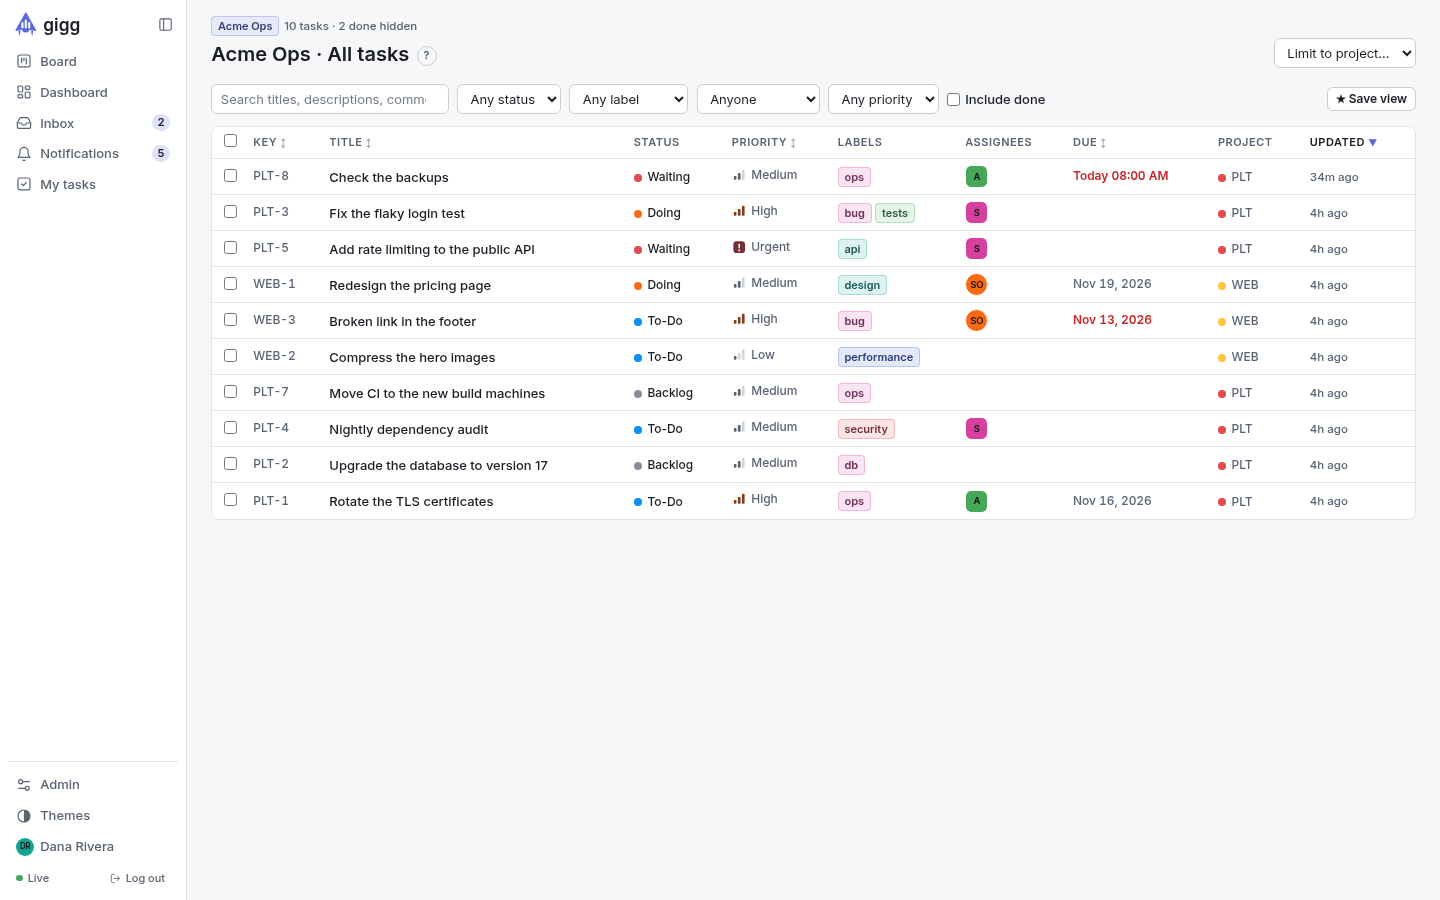 gigg
Board
Dashboard
Inbox 2
Notifications 5
My tasks
Admin
Themes
DR Dana Rivera
Live Log out
Acme Ops 10 tasks · 2 done hidden
Acme Ops · All tasks ?
Limit to project...
Search titles, descriptions, comm Any status Any label Anyone Any priority Include done ★ Save view
KEY ↕ TITLE ↕ STATUS PRIORITY ↕ LABELS ASSIGNEES DUE ↕ PROJECT UPDATED ▼
PLT-8 Check the backups Waiting Medium ops A Today 08:00 AM PLT 34m ago
PLT-3 Fix the flaky login test Doing High bug tests S PLT 4h ago
PLT-5 Add rate limiting to the public API Waiting Urgent api S PLT 4h ago
WEB-1 Redesign the pricing page Doing Medium design SO Nov 19, 2026 WEB 4h ago
WEB-3 Broken link in the footer To-Do High bug SO Nov 13, 2026 WEB 4h ago
WEB-2 Compress the hero images To-Do Low performance WEB 4h ago
PLT-7 Move CI to the new build machines Backlog Medium ops PLT 4h ago
PLT-4 Nightly dependency audit To-Do Medium security S PLT 4h ago
PLT-2 Upgrade the database to version 17 Backlog Medium db PLT 4h ago
PLT-1 Rotate the TLS certificates To-Do High ops A Nov 16, 2026 PLT 4h ago